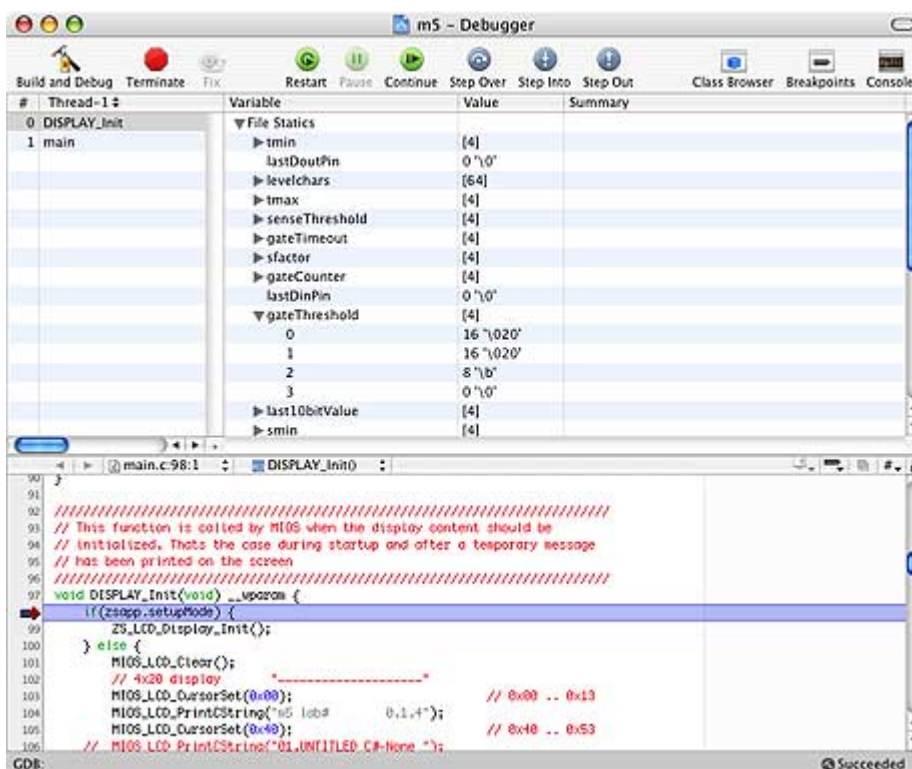 m5 – Debugger
Build and Debug Terminate Fix Restart Pause Continue Step Over Step Into Step Out Class Browser Breakpoints Console
# Thread-1 Variable Value Summary
0 DISPLAY_Init
1 main
File Statics
tmin [4]
lastDoutPin 0 "\0"
levelchars [64]
tmax [4]
senseThreshold [4]
gateTimeout [4]
sfactor [4]
gateCounter [4]
lastDinPin 0 "\0"
gateThreshold [4]
0 16 "\020"
1 16 "\020"
2 8 "\b"
3 0 "\0"
last10bitValue [4]
smin [4]
main.c:98:1 DISPLAY_Init() #
90 }
91
92 ////////////////////////////////////////////////////////////////////////////
93 // This function is called by MIOS when the display content should be
94 // initialized. Thats the case during startup and after a temporary message
95 // has been printed on the screen
96 ////////////////////////////////////////////////////////////////////////////
97 void DISPLAY_Init(void) __wparam {
if(zsapp.setupMode) {
99 ZS_LCD_Display_Init();
100 } else {
101 MIOS_LCD_Clear();
102 // 4x20 display "--------------------"
103 MIOS_LCD_CursorSet(0x00); // 0x00 .. 0x13
104 MIOS_LCD_PrintCString("m5 lab# 0.1.4");
105 MIOS_LCD_CursorSet(0x40); // 0x40 .. 0x53
106 // MIOS_LCD_PrintCString("01.UNTITLED C#-None ");
GDB: Succeeded